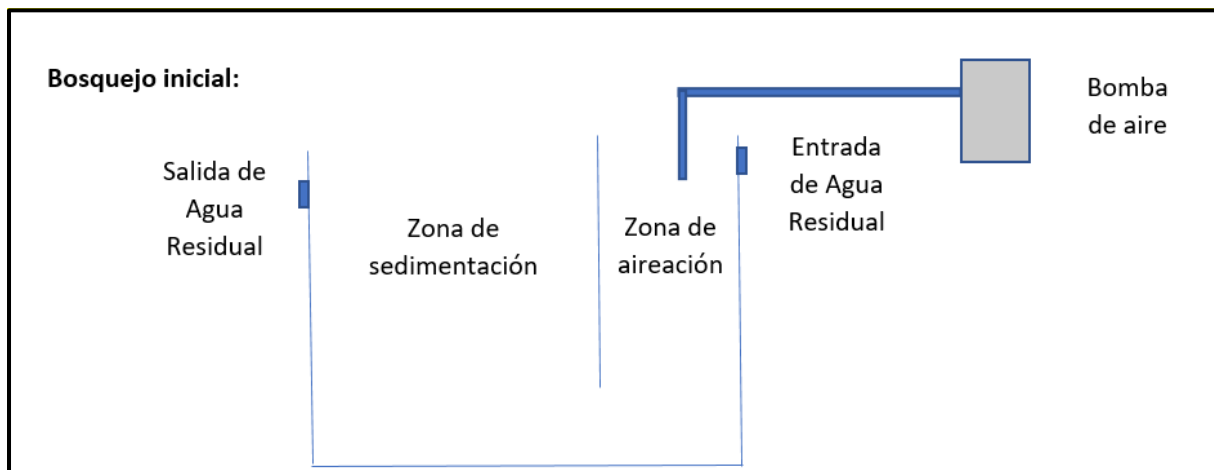 Bosquejo inicial:
Bomba
de aire
Salida de
Agua
Residual
Zona de
sedimentación
Zona de
aireación
Entrada
de Agua
Residual